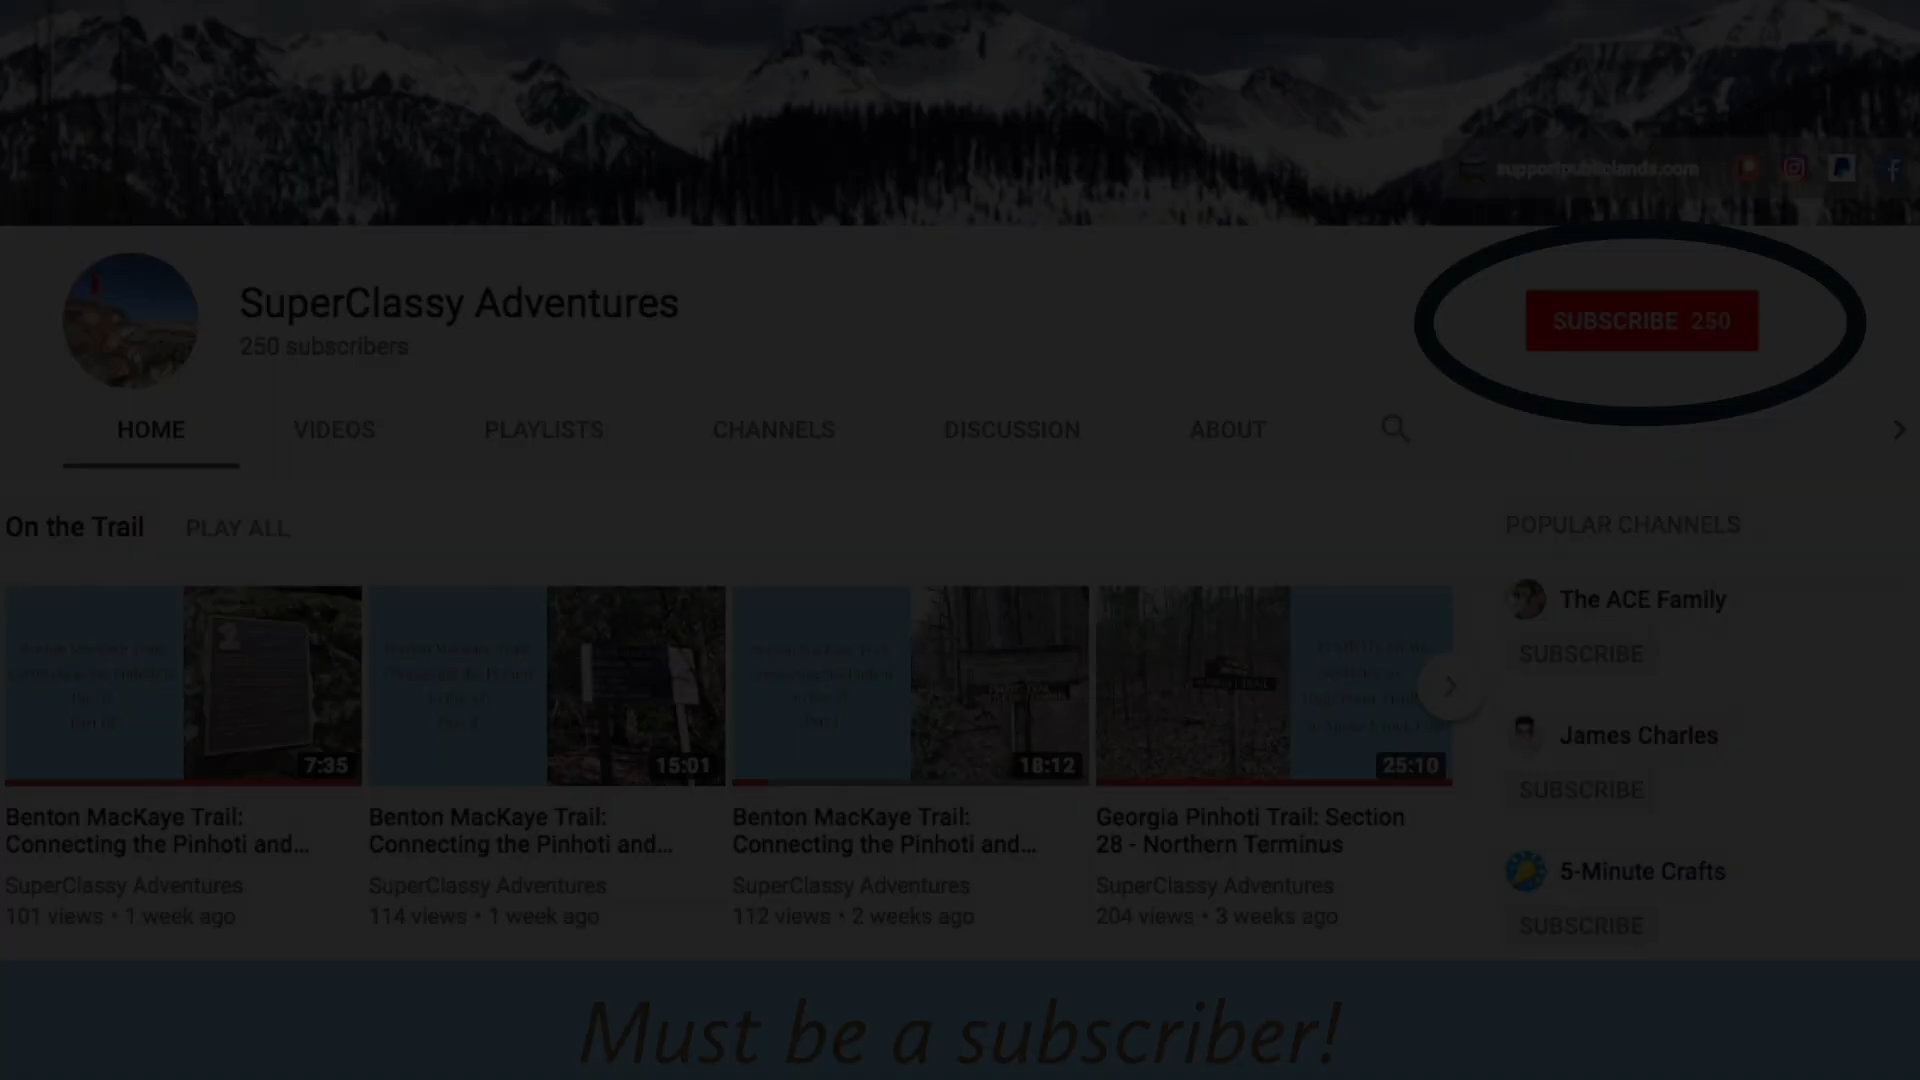 supportpubliclands.com
SuperClassy Adventures
250 subscribers
SUBSCRIBE 250
HOME VIDEOS PLAYLISTS CHANNELS DISCUSSION ABOUT
On the Trail PLAY ALL
7:35
15:01
18:12
25:10
Benton MacKaye Trail:
Connecting the Pinhoti and...
SuperClassy Adventures
101 views • 1 week ago
Benton MacKaye Trail:
Connecting the Pinhoti and...
SuperClassy Adventures
114 views • 1 week ago
Benton MacKaye Trail:
Connecting the Pinhoti and...
SuperClassy Adventures
112 views • 2 weeks ago
Georgia Pinhoti Trail: Section
28 - Northern Terminus
SuperClassy Adventures
204 views • 3 weeks ago
POPULAR CHANNELS
The ACE Family
SUBSCRIBE
James Charles
SUBSCRIBE
5-Minute Crafts
SUBSCRIBE
Must be a subscriber!